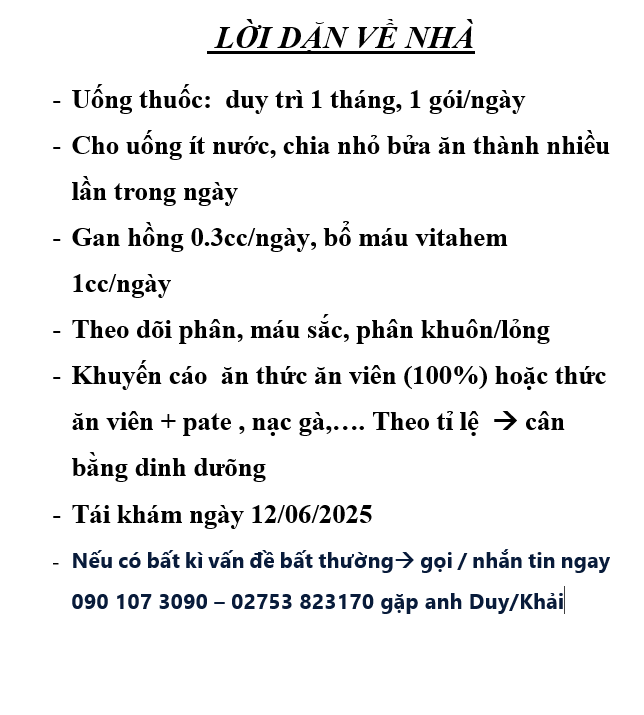 LỜI DẶN VỀ NHÀ
- Uống thuốc:  duy trì 1 tháng, 1 gói/ngày
- Cho uống ít nước, chia nhỏ bửa ăn thành nhiều
lần trong ngày
- Gan hồng 0.3cc/ngày, bổ máu vitahem
1cc/ngày
- Theo dõi phân, máu sắc, phân khuôn/lỏng
- Khuyến cáo  ăn thức ăn viên (100%) hoặc thức
ăn viên + pate , nạc gà,…. Theo tỉ lệ → cân
bằng dinh dưõng
- Tái khám ngày 12/06/2025
- Nếu có bất kì vấn đề bất thường→ gọi / nhắn tin ngay
090 107 3090 – 02753 823170 gặp anh Duy/Khải